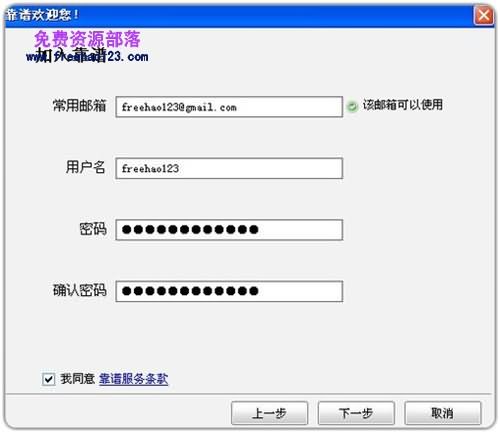 靠谱欢迎您!
免费资源部落
www.freehao123.com
加入靠谱
常用邮箱 freehao123@gmail.com 该邮箱可以使用
用户名 freehao123
密码 ●●●●●●●●●●●●
确认密码 ●●●●●●●●●●●●
我同意 靠谱服务条款
上一步 下一步 取消